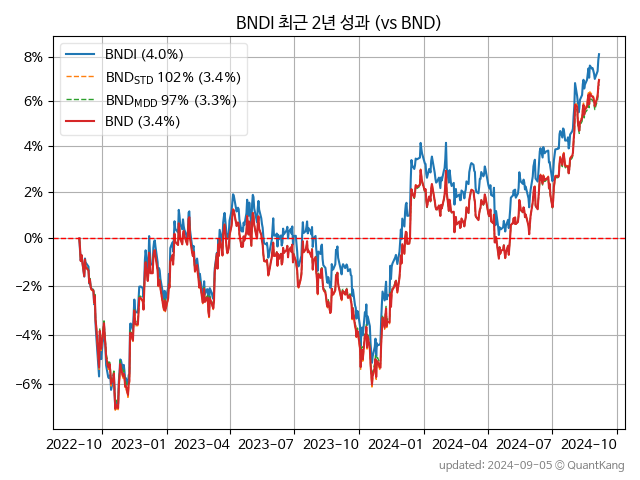 BNDI 최근 2년 성과 (vs BND)
BNDI (4.0%)
BND_STD 102% (3.4%)
BND_MDD 97% (3.3%)
BND (3.4%)
8%
6%
4%
2%
0%
−2%
−4%
−6%
2022-10 2023-01 2023-04 2023-07 2023-10 2024-01 2024-04 2024-07 2024-10
updated: 2024-09-05 © QuantKang